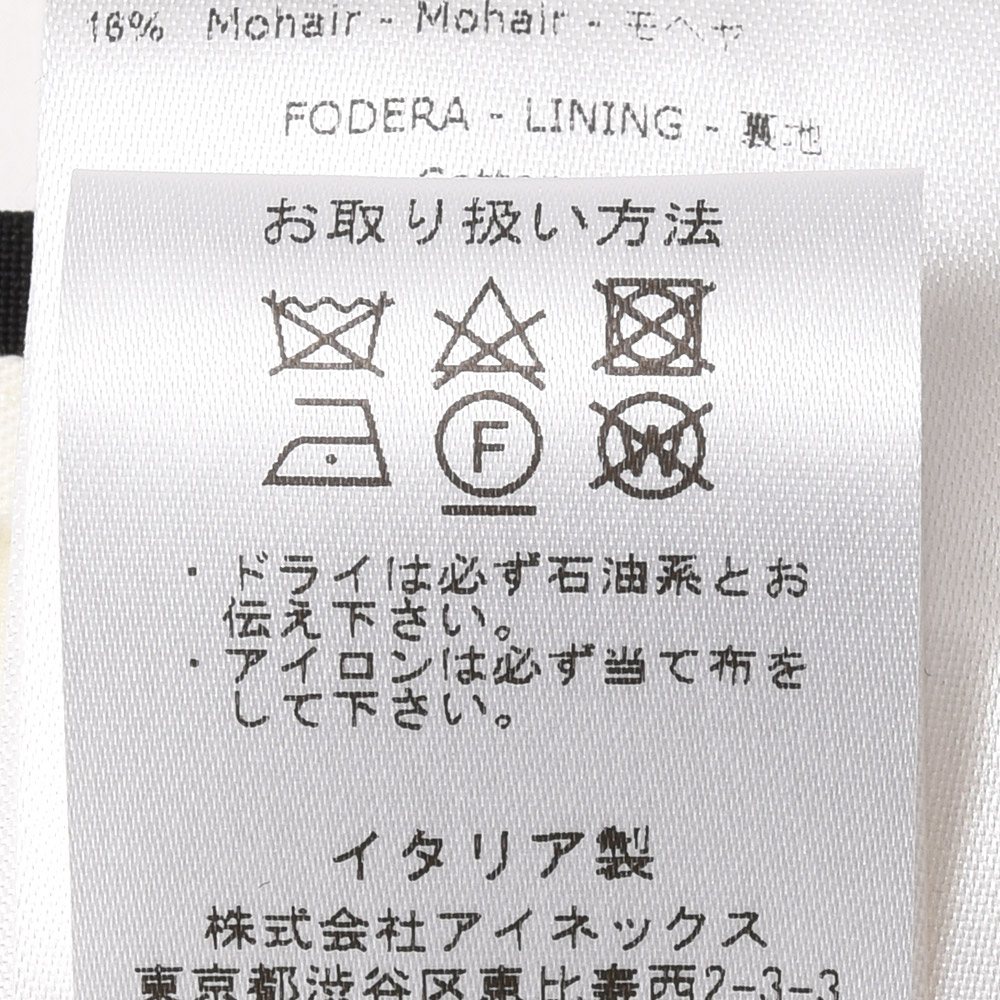 16% Mohair - Mohair - モヘヤ
FODERA - LINING - 裏地
お取り扱い方法
F W
・ドライは必ず石油系とお
伝え下さい。
・アイロンは必ず当て布を
して下さい。
イタリア製
株式会社アイネックス
東京都渋谷区恵比寿西2-3-3